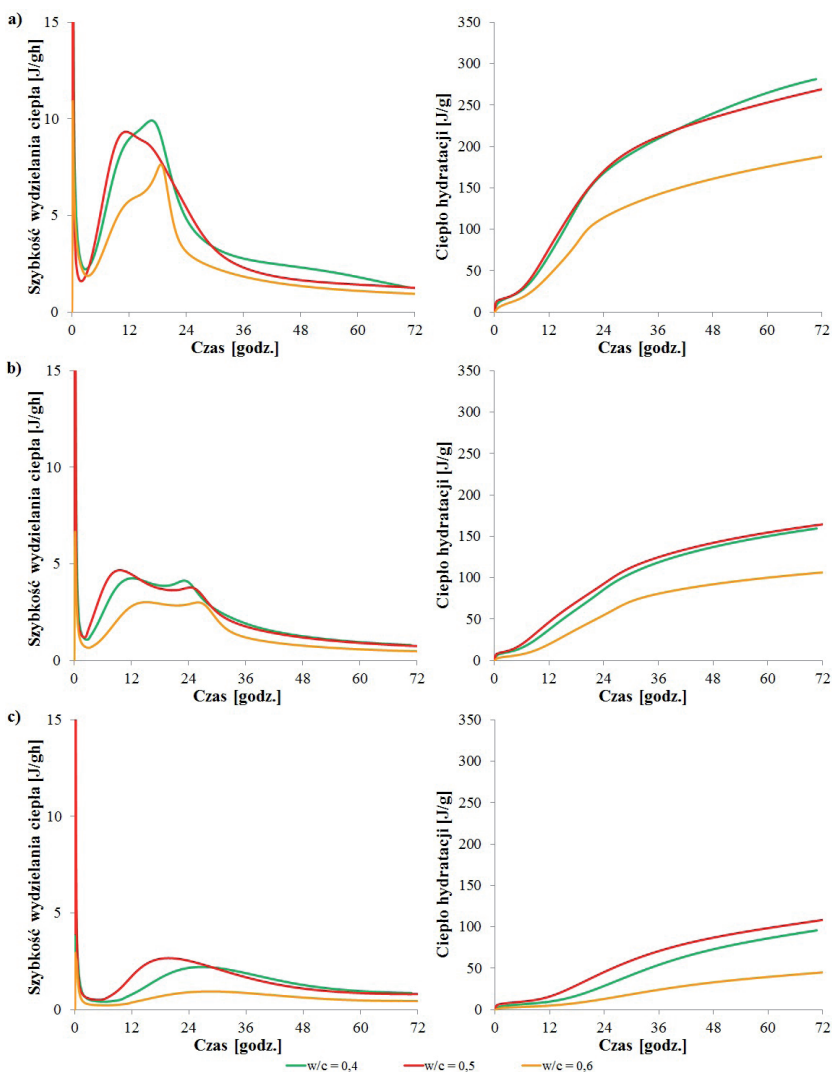 a)
Szybkość wydzielania ciepła [J/gh]
15
10
5
0
0 12 24 36 48 60 72
Czas [godz.]
Ciepło hydratacji [J/g]
350
300
250
200
150
100
50
0
0 12 24 36 48 60 72
Czas [godz.]
b)
Szybkość wydzielania ciepła [J/gh]
15
10
5
0
0 12 24 36 48 60 72
Czas [godz.]
Ciepło hydratacji [J/g]
350
300
250
200
150
100
50
0
0 12 24 36 48 60 72
Czas [godz.]
c)
Szybkość wydzielania ciepła [J/gh]
15
10
5
0
0 12 24 36 48 60 72
Czas [godz.]
Ciepło hydratacji [J/g]
350
300
250
200
150
100
50
0
0 12 24 36 48 60 72
Czas [godz.]
w/c = 0,4 w/c = 0,5 w/c = 0,6